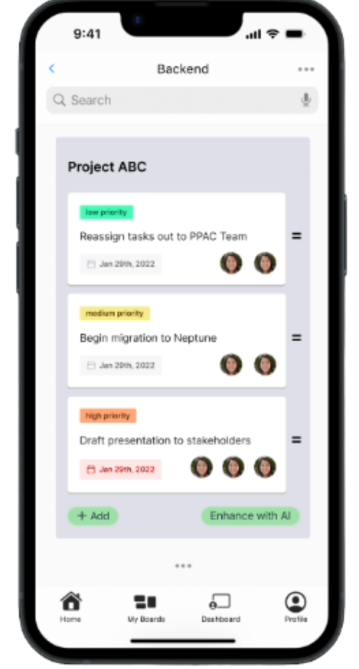 9:41
Backend
Search
Project ABC
low priority
Reassign tasks out to PPAC Team
Jan 29th, 2022
medium priority
Begin migration to Neptune
Jan 29th, 2022
high priority
Draft presentation to stakeholders
Jan 29th, 2022
+ Add Enhance with AI
Home My Boards Dashboard Profile